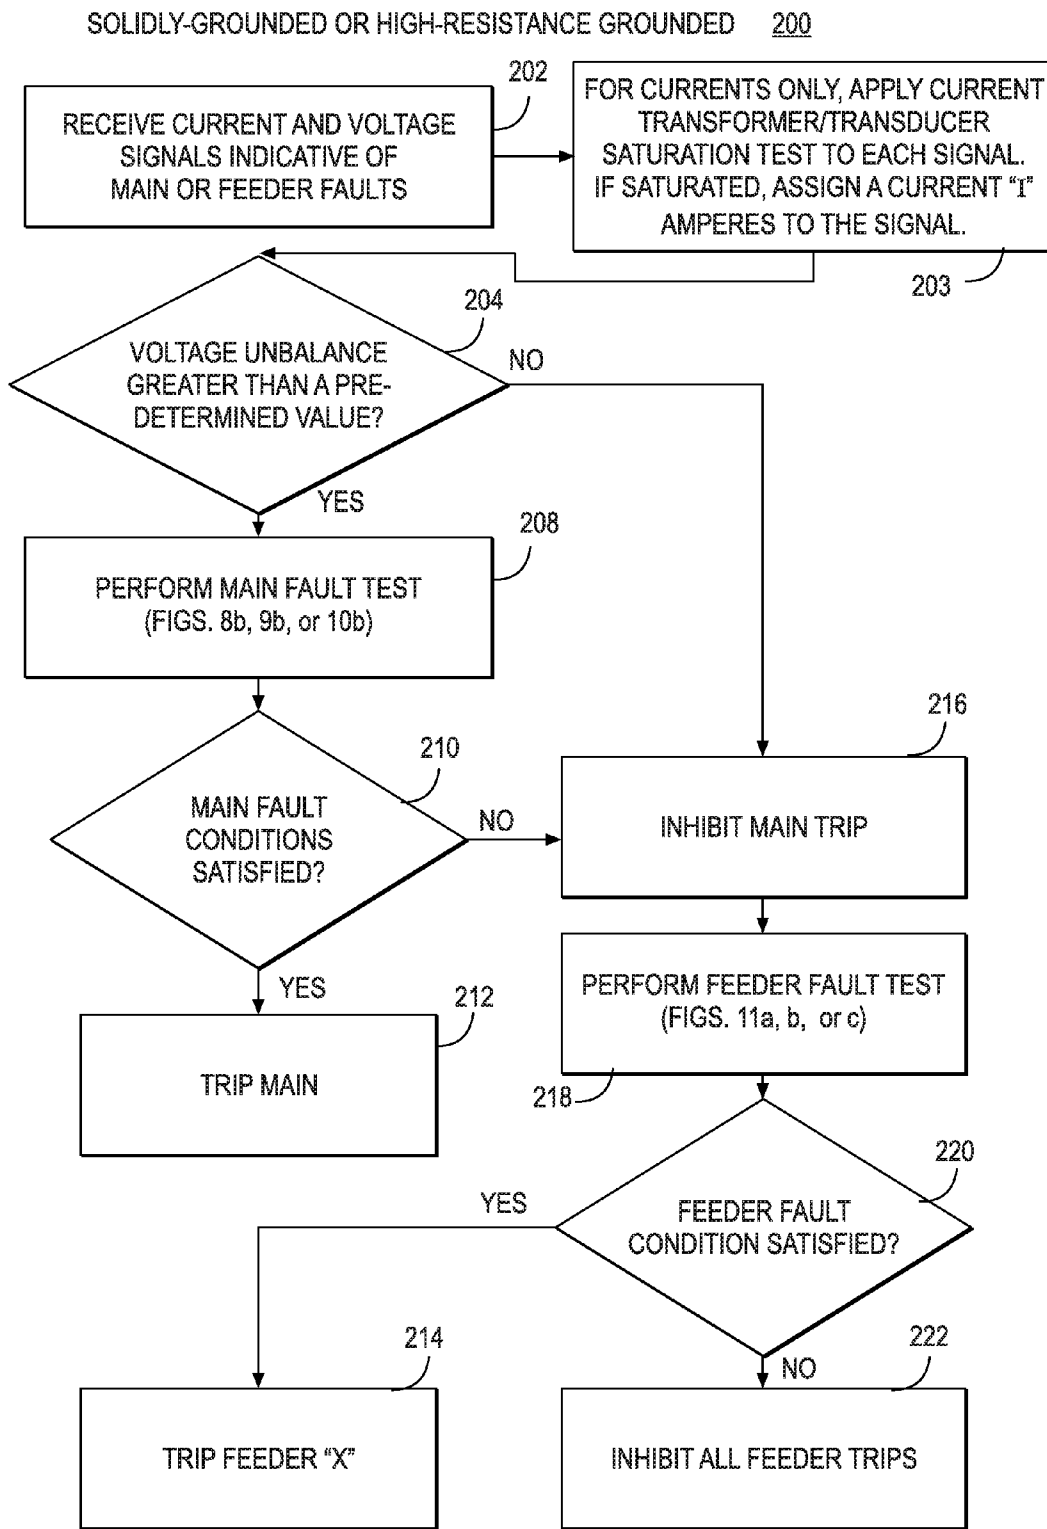 SOLIDLY-GROUNDED OR HIGH-RESISTANCE GROUNDED 200
202
RECEIVE CURRENT AND VOLTAGE
SIGNALS INDICATIVE OF
MAIN OR FEEDER FAULTS
FOR CURRENTS ONLY, APPLY CURRENT
TRANSFORMER/TRANSDUCER
SATURATION TEST TO EACH SIGNAL.
IF SATURATED, ASSIGN A CURRENT “I”
AMPERES TO THE SIGNAL.
203
204
VOLTAGE UNBALANCE
GREATER THAN A PRE-
DETERMINED VALUE?
NO
YES
208
PERFORM MAIN FAULT TEST
(FIGS. 8b, 9b, or 10b)
210
MAIN FAULT
CONDITIONS
SATISFIED?
NO
216
INHIBIT MAIN TRIP
YES
212
TRIP MAIN
PERFORM FEEDER FAULT TEST
(FIGS. 11a, b, or c)
218
220
FEEDER FAULT
CONDITION SATISFIED?
YES
NO
214
TRIP FEEDER “X”
222
INHIBIT ALL FEEDER TRIPS